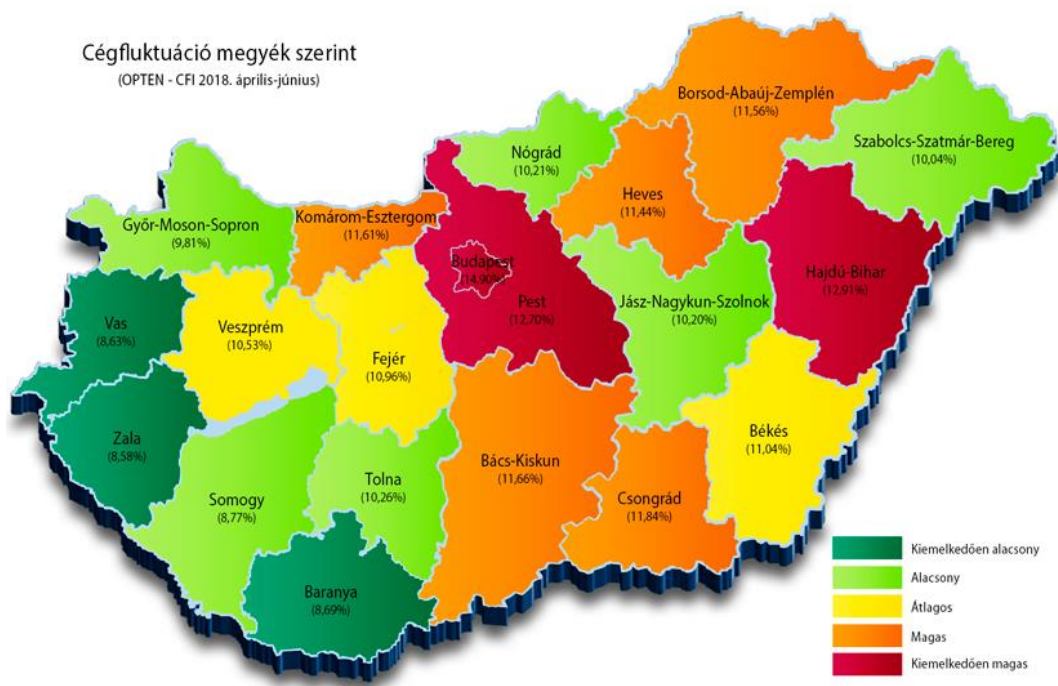 Cégfluktuáció megyék szerint
(OPTEN - CFI 2018. április-június)
Borsod-Abaúj-Zemplén
(11,56%)
Szabolcs-Szatmár-Bereg
(10,04%)
Nógrád
(10,21%)
Heves
(11,44%)
Győr-Moson-Sopron
(9,81%)
Komárom-Esztergom
(11,61%)
Budapest
(14,90%)
Pest
(12,70%)
Hajdú-Bihar
(12,91%)
Jász-Nagykun-Szolnok
(10,20%)
Vas
(8,63%)
Veszprém
(10,53%)
Fejér
(10,96%)
Zala
(8,58%)
Békés
(11,04%)
Somogy
(8,77%)
Tolna
(10,26%)
Bács-Kiskun
(11,66%)
Csongrád
(11,84%)
Baranya
(8,69%)
Kiemelkedően alacsony
Alacsony
Átlagos
Magas
Kiemelkedően magas